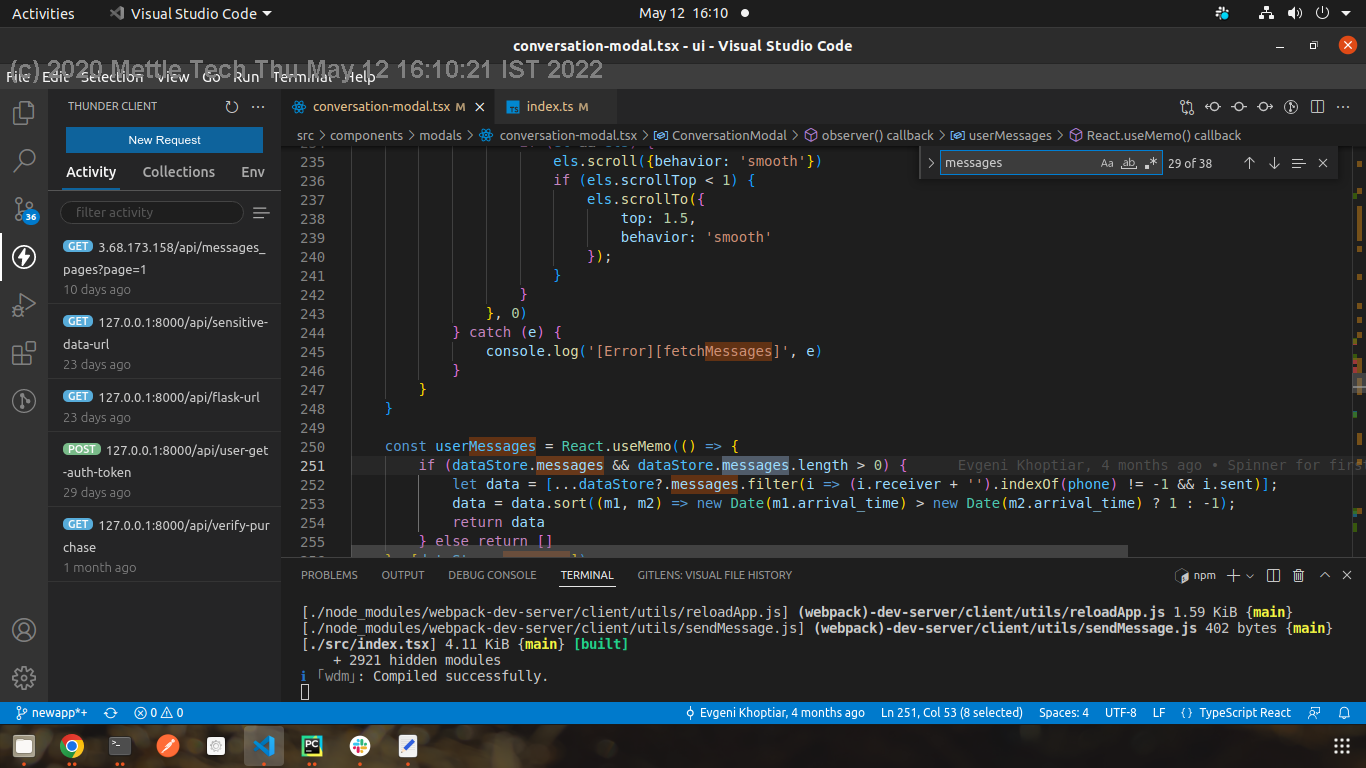 Activities
Visual Studio Code
May 12 16:10
conversation-modal.tsx - ui - Visual Studio Code
File Edit Selection View Go Run Terminal Help
(c) 2020 Mettle Tech Thu May 12 16:10:21 IST 2022
THUNDER CLIENT
New Request
Activity Collections Env
filter activity
GET 3.68.173.158/api/messages_
pages?page=1
10 days ago
GET 127.0.0.1:8000/api/sensitive-
data-url
23 days ago
GET 127.0.0.1:8000/api/flask-url
23 days ago
POST 127.0.0.1:8000/api/user-get
-auth-token
29 days ago
GET 127.0.0.1:8000/api/verify-pur
chase
1 month ago
36
conversation-modal.tsx M
index.ts M
src > components > modals > conversation-modal.tsx > ConversationModal > observer() callback > userMessages > React.useMemo() callback
messages Aa ab .* 29 of 38
235 els.scroll({behavior: 'smooth'})
236 if (els.scrollTop < 1) {
237 els.scrollTo({
238 top: 1.5,
239 behavior: 'smooth'
240 });
241 }
242 }
243 }, 0)
244 } catch (e) {
245 console.log('[Error][fetchMessages]', e)
246 }
247 }
248 }
249
250 const userMessages = React.useMemo(() => {
251 if (dataStore.messages && dataStore.messages.length > 0) { Evgeni Khoptiar, 4 months ago • Spinner for firs
252 let data = [...dataStore?.messages.filter(i => (i.receiver + '').indexOf(phone) != -1 && i.sent)];
253 data = data.sort((m1, m2) => new Date(m1.arrival_time) > new Date(m2.arrival_time) ? 1 : -1);
254 return data
255 } else return []
PROBLEMS OUTPUT DEBUG CONSOLE TERMINAL GITLENS: VISUAL FILE HISTORY
npm
[./node_modules/webpack-dev-server/client/utils/reloadApp.js] (webpack)-dev-server/client/utils/reloadApp.js 1.59 KiB {main}
[./node_modules/webpack-dev-server/client/utils/sendMessage.js] (webpack)-dev-server/client/utils/sendMessage.js 402 bytes {main}
[./src/index.tsx] 4.11 KiB {main} [built]
+ 2921 hidden modules
ℹ ｢wdm｣: Compiled successfully.
newapp*+ 0 0 Evgeni Khoptiar, 4 months ago Ln 251, Col 53 (8 selected) Spaces: 4 UTF-8 LF {} TypeScript React